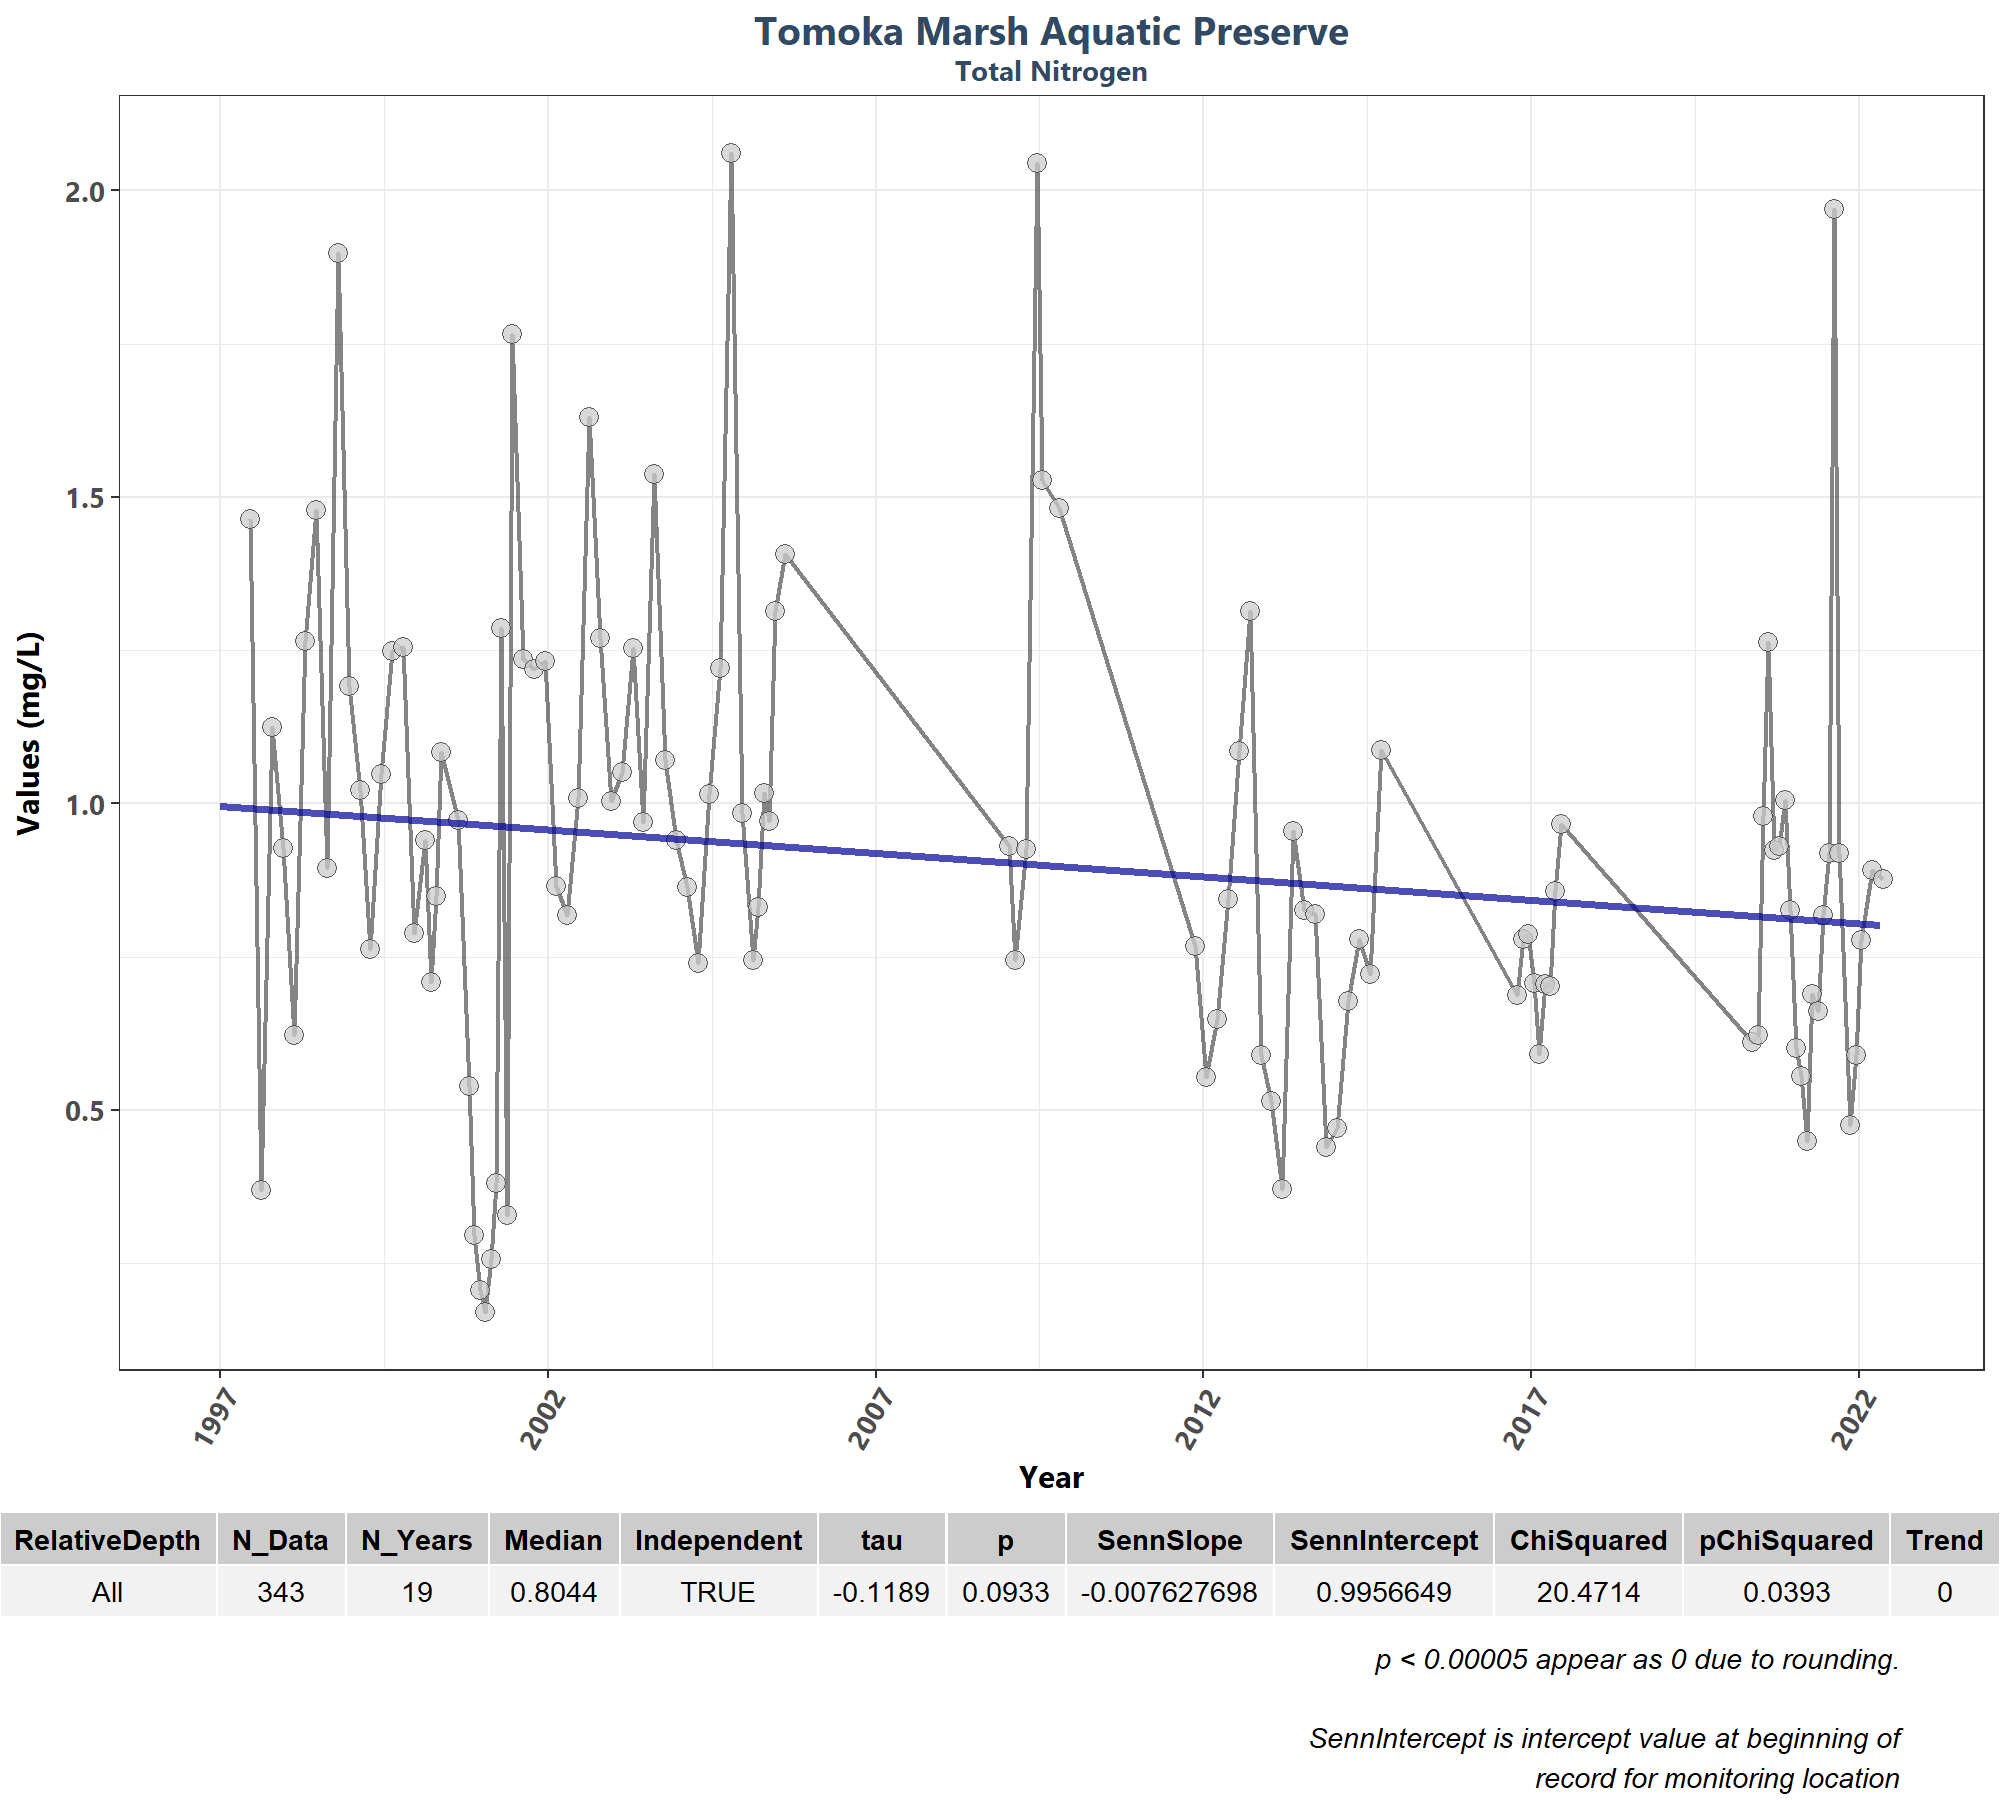 Tomoka Marsh Aquatic Preserve
Total Nitrogen
Values (mg/L)
2.0
1.5
1.0
0.5
1997
2002
2007
2012
2017
2022
Year
RelativeDepth N_Data N_Years Median Independent tau p SennSlope SennIntercept ChiSquared pChiSquared Trend
All 343 19 0.8044 TRUE -0.1189 0.0933 -0.007627698 0.9956649 20.4714 0.0393 0
p < 0.00005 appear as 0 due to rounding.
SennIntercept is intercept value at beginning of
record for monitoring location